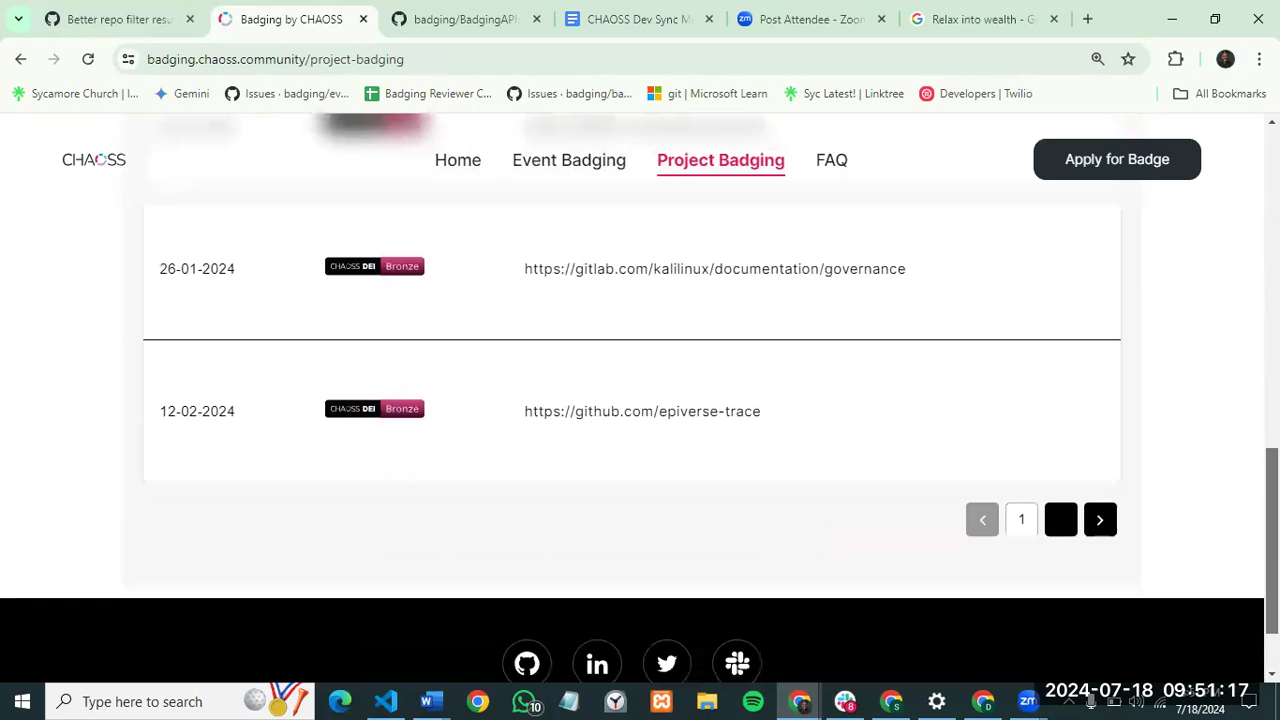 Better repo filter resu
Badging by CHAOSS
badging/BadgingAPI
CHAOSS Dev Sync M
Post Attendee - Zoon
Relax into wealth - G
badging.chaoss.community/project-badging
Sycamore Church | I...
Gemini
Issues · badging/ev...
Badging Reviewer C...
Issues · badging/ba...
git | Microsoft Learn
Syc Latest! | Linktree
Developers | Twilio
All Bookmarks
CHAOSS
Home
Event Badging
Project Badging
FAQ
Apply for Badge
26-01-2024
CHAOSS DEI Bronze
https://gitlab.com/kalilinux/documentation/governance
12-02-2024
CHAOSS DEI Bronze
https://github.com/epiverse-trace
1
Type here to search
10
8
2024-07-18 09:51:17
7/18/2024